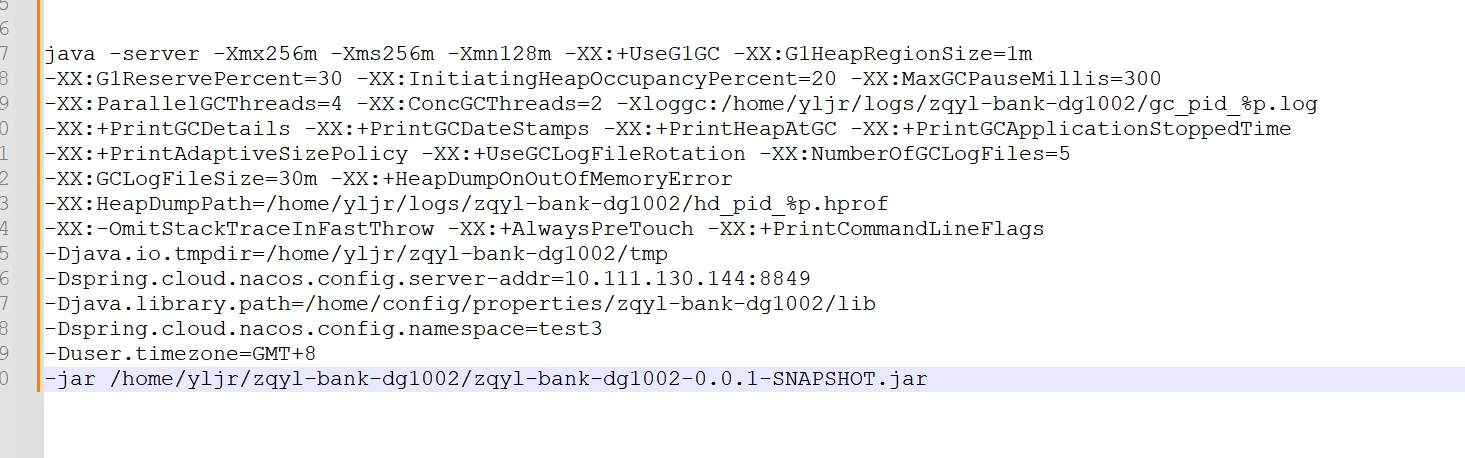 5
6
7 java -server -Xmx256m -Xms256m -Xmn128m -XX:+UseG1GC -XX:G1HeapRegionSize=1m
8 -XX:G1ReservePercent=30 -XX:InitiatingHeapOccupancyPercent=20 -XX:MaxGCPauseMillis=300
9 -XX:ParallelGCThreads=4 -XX:ConcGCThreads=2 -Xloggc:/home/yljr/logs/zqyl-bank-dg1002/gc_pid_%p.log
0 -XX:+PrintGCDetails -XX:+PrintGCDateStamps -XX:+PrintHeapAtGC -XX:+PrintGCApplicationStoppedTime
1 -XX:+PrintAdaptiveSizePolicy -XX:+UseGCLogFileRotation -XX:NumberOfGCLogFiles=5
2 -XX:GCLogFileSize=30m -XX:+HeapDumpOnOutOfMemoryError
3 -XX:HeapDumpPath=/home/yljr/logs/zqyl-bank-dg1002/hd_pid_%p.hprof
4 -XX:-OmitStackTraceInFastThrow -XX:+AlwaysPreTouch -XX:+PrintCommandLineFlags
5 -Djava.io.tmpdir=/home/yljr/zqyl-bank-dg1002/tmp
6 -Dspring.cloud.nacos.config.server-addr=10.111.130.144:8849
7 -Djava.library.path=/home/config/properties/zqyl-bank-dg1002/lib
8 -Dspring.cloud.nacos.config.namespace=test3
9 -Duser.timezone=GMT+8
0 -jar /home/yljr/zqyl-bank-dg1002/zqyl-bank-dg1002-0.0.1-SNAPSHOT.jar